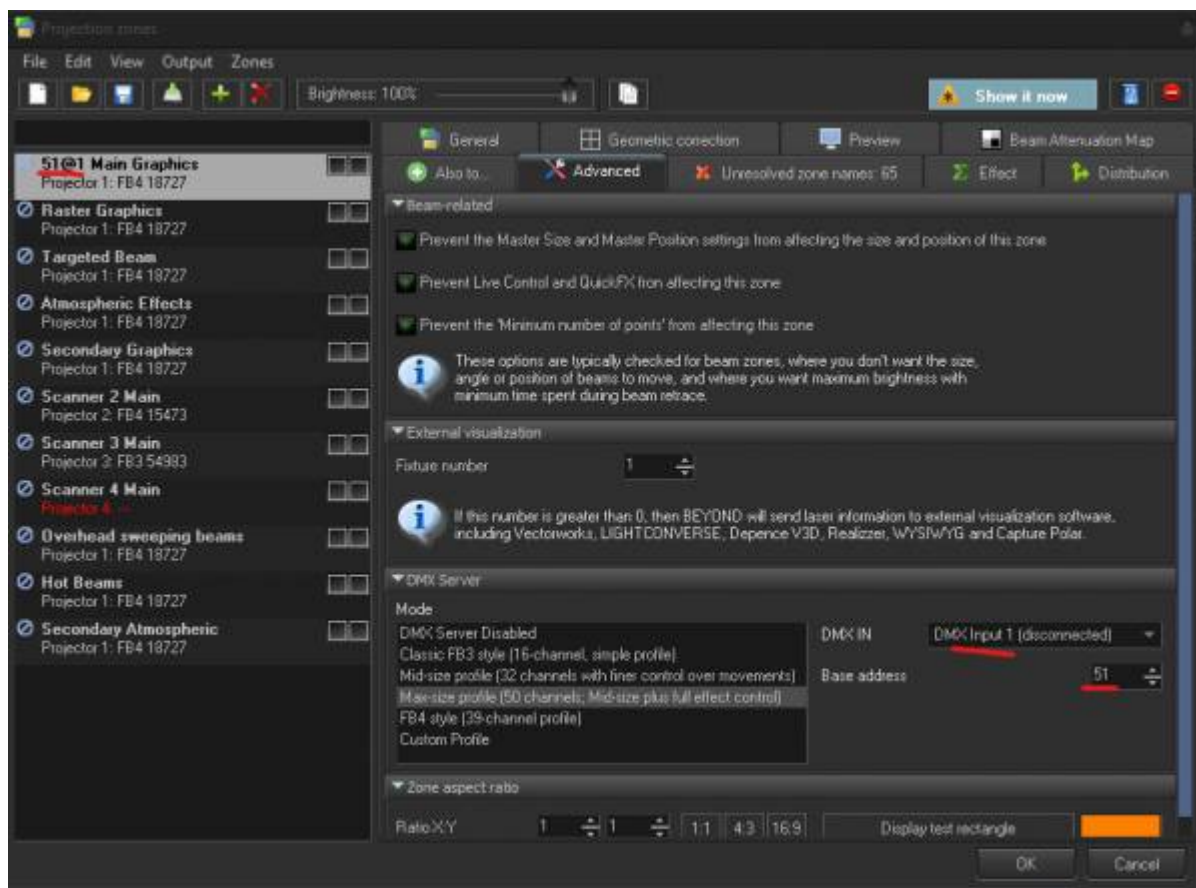 Projection zones
File Edit View Output Zones
Brightness: 100%
Show it now
51@1 Main Graphics
Projector 1: FB4 18727
Raster Graphics
Projector 1: FB4 18727
Targeted Beam
Projector 1: FB4 18727
Atmospheric Effects
Projector 1: FB4 18727
Secondary Graphics
Projector 1: FB4 18727
Scanner 2 Main
Projector 2: FB4 15473
Scanner 3 Main
Projector 3: FB3 54983
Scanner 4 Main
Projector 4: --
Overhead sweeping beams
Projector 1: FB4 18727
Hot Beams
Projector 1: FB4 18727
Secondary Atmospheric
Projector 1: FB4 18727
General Geometric correction Preview Beam Attenuation Map
Also to... Advanced Unresolved zone names: 65 Effect Distribution
Beam-related
Prevent the Master Size and Master Position settings from affecting the size and position of this zone
Prevent Live Control and QuickFX from affecting this zone
Prevent the 'Minimum number of points' from affecting this zone
These options are typically checked for beam zones, where you don't want the size,
angle or position of beams to move, and where you want maximum brightness with
minimum time spent during beam retrace.
External visualization
Fixture number 1
If this number is greater than 0, then BEYOND will send laser information to external visualization software,
including Vectorworks, LIGHTCONVERSE, Depence V3D, Realizzer, WYSIWYG and Capture Polar.
DMX Server
Mode
DMX Server Disabled
Classic FB3 style (16-channel, simple profile)
Mid-size profile (32 channels with finer control over movements)
Max-size profile (50 channels; Mid-size plus full effect control)
FB4 style (39-channel profile)
Custom Profile
DMX IN DMX Input 1 (disconnected)
Base address 51
Zone aspect ratio
Ratio X:Y 1 1 1:1 4:3 16:9 Display test rectangle
OK Cancel